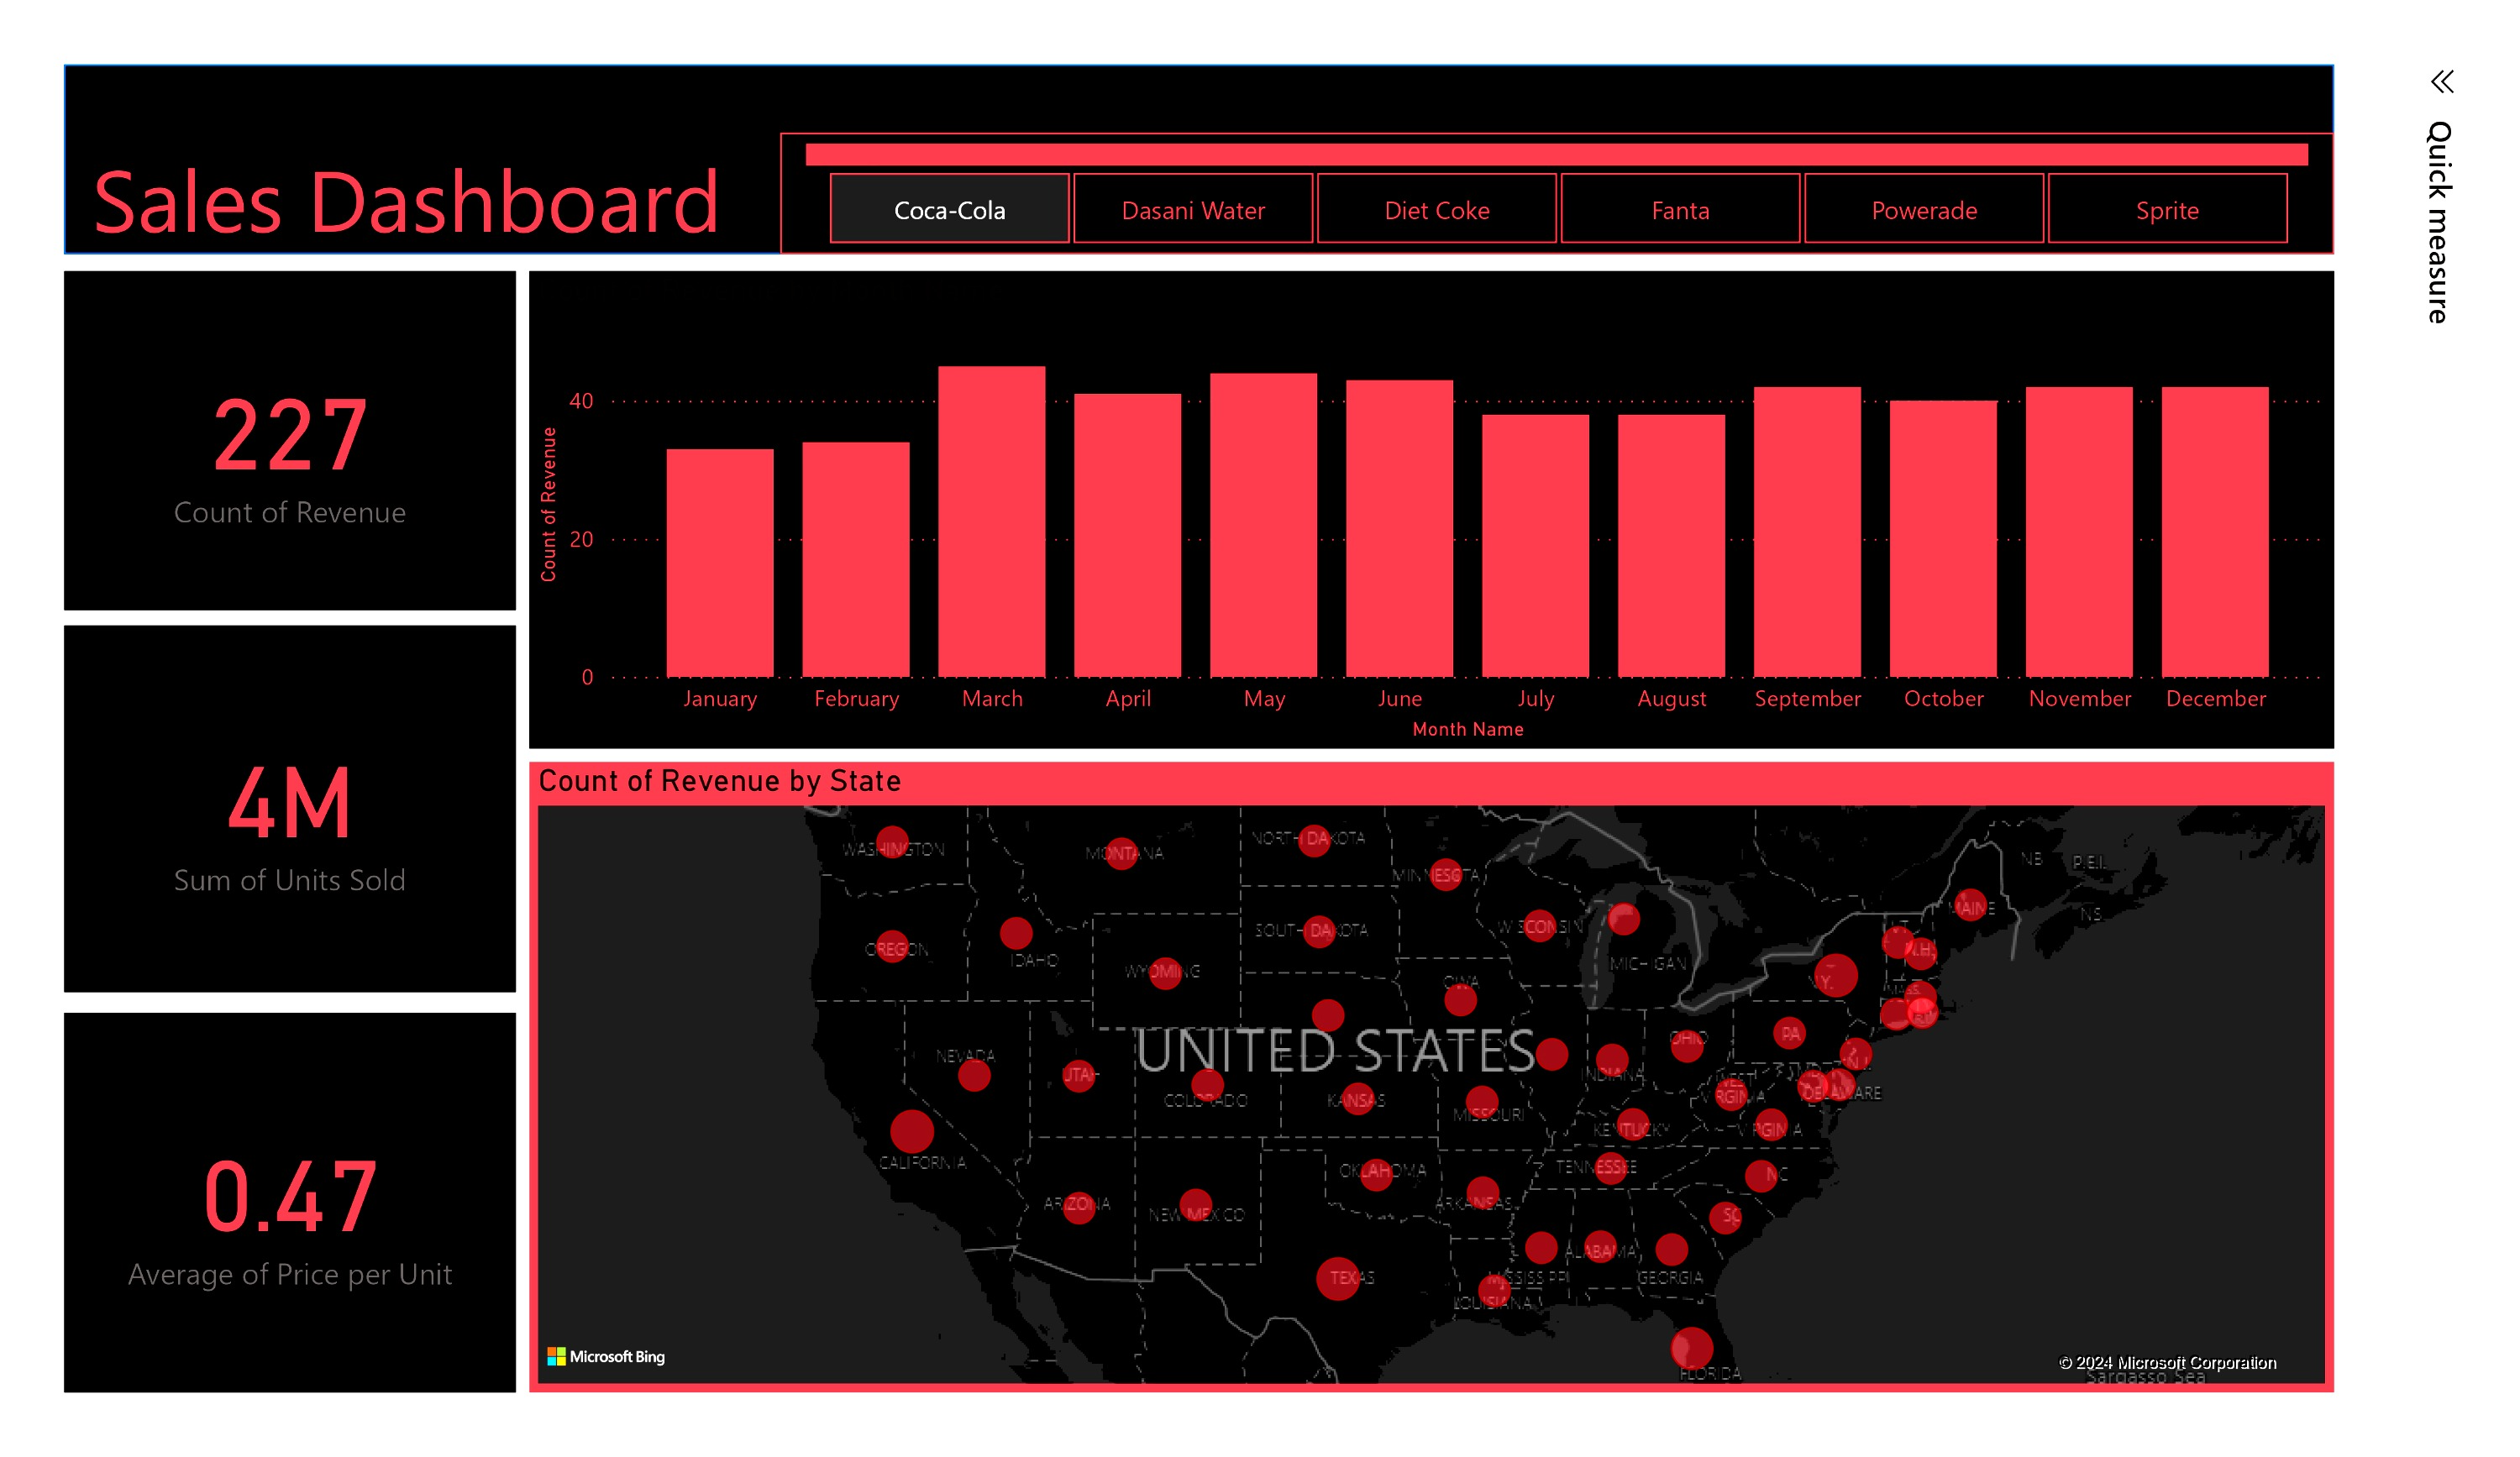 Sales Dashboard
Coca-Cola
Dasani Water
Diet Coke
Fanta
Powerade
Sprite
Quick measure
227
Count of Revenue
4M
Sum of Units Sold
0.47
Average of Price per Unit
Count of Revenue
40
20
0
January
February
March
April
May
June
July
August
September
October
November
December
Month Name
Count of Revenue by State
WASHINGTON
MONTANA
NORTH DAKOTA
MINNESOTA
NB
P.E.I.
OREGON
IDAHO
SOUTH DAKOTA
WISCONSIN
MAINE
NS
WYOMING
MICHIGAN
VT.
N.H.
IOWA
N.Y.
MASS.
UNITED STATES
NEVADA
UTAH
COLORADO
KANSAS
MISSOURI
INDIANA
OHIO
PA
N.J.
WEST
VIRGINIA
DELAWARE
KENTUCKY
VIRGINIA
CALIFORNIA
ARIZONA
NEW MEXICO
OKLAHOMA
ARKANSAS
TENNESSEE
NC
SC
TEXAS
MISSISSIPPI
ALABAMA
GEORGIA
LOUISIANA
FLORIDA
Microsoft Bing
© 2024 Microsoft Corporation
Sargasso Sea